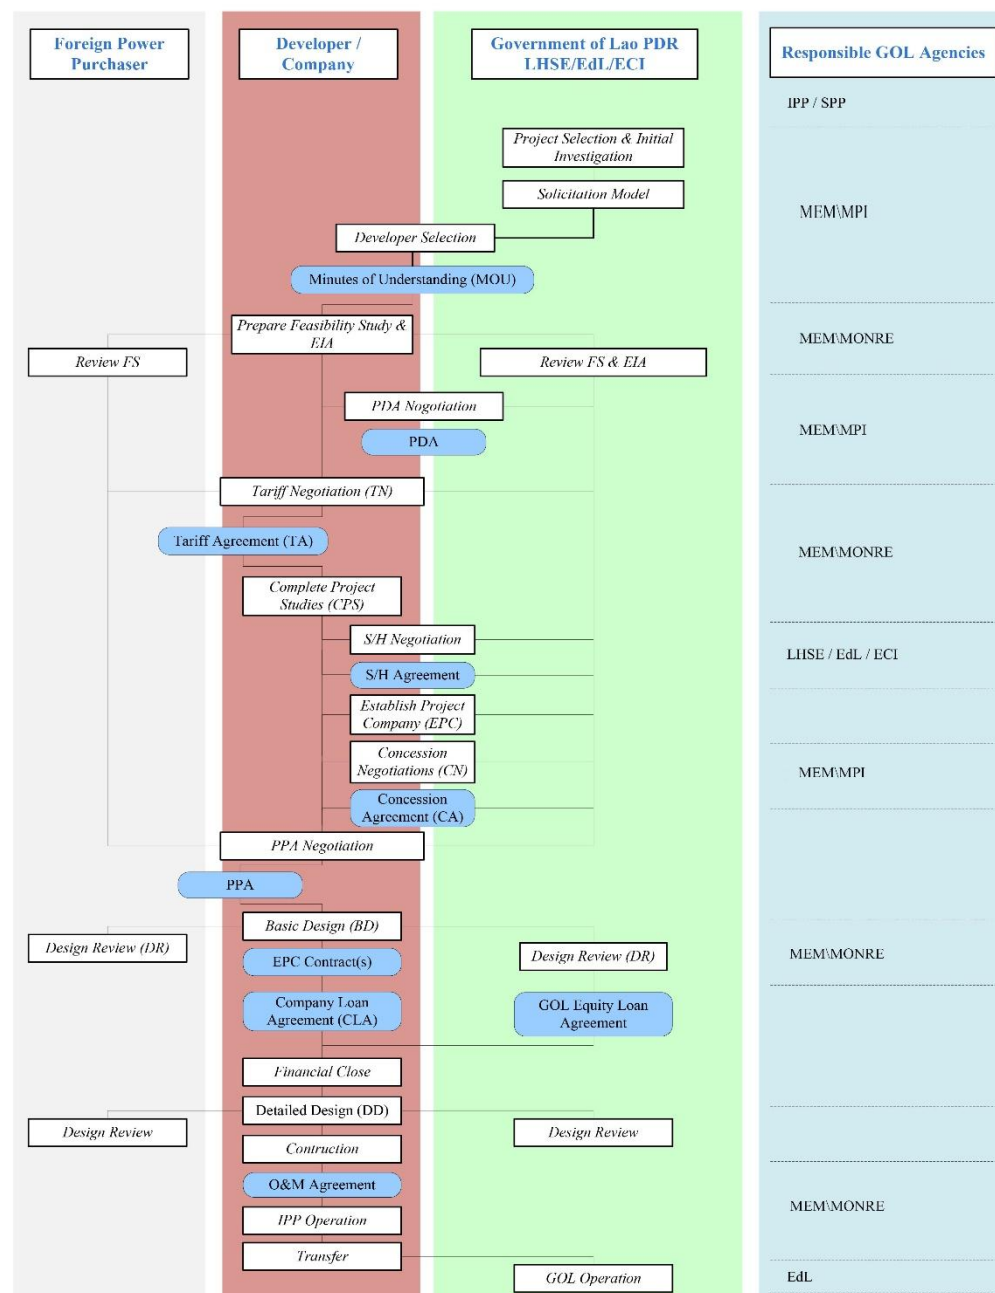 Foreign Power
Purchaser
Developer /
Company
Government of Lao PDR
LHSE/EdL/ECI
Responsible GOL Agencies
IPP / SPP
Project Selection & Initial
Investigation
Solicitation Model
MEM\MPI
Developer Selection
Minutes of Understanding (MOU)
Prepare Feasibility Study &
EIA
MEM\MONRE
Review FS
Review FS & EIA
PDA Nogotiation
MEM\MPI
PDA
Tariff Negotiation (TN)
Tariff Agreement (TA)
MEM\MONRE
Complete Project
Studies (CPS)
S/H Negotiation
LHSE / EdL / ECI
S/H Agreement
Establish Project
Company (EPC)
Concession
Negotiations (CN)
MEM\MPI
Concession
Agreement (CA)
PPA Negotiation
PPA
Basic Design (BD)
Design Review (DR)
Design Review (DR)
MEM\MONRE
EPC Contract(s)
Company Loan
Agreement (CLA)
GOL Equity Loan
Agreement
Financial Close
Detailed Design (DD)
Design Review
Design Review
Contruction
O&M Agreement
MEM\MONRE
IPP Operation
Transfer
GOL Operation
EdL